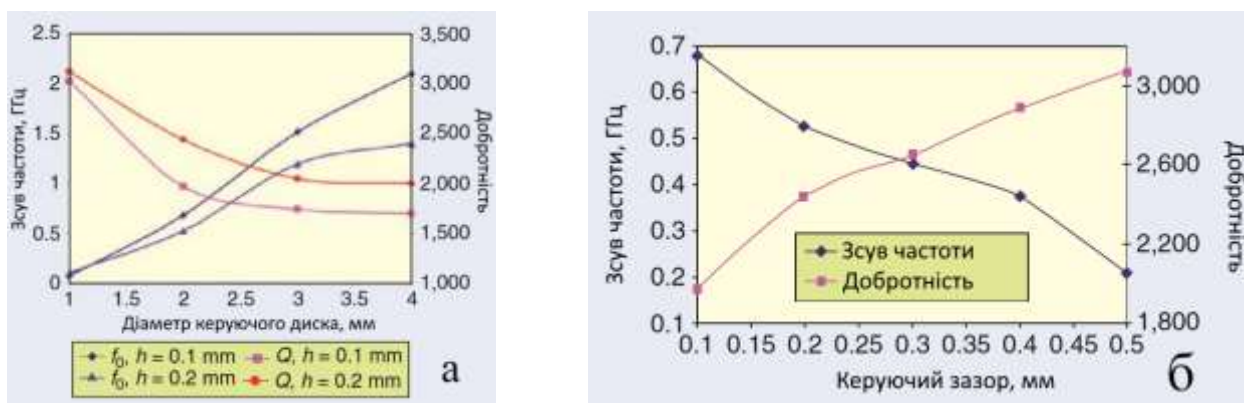 2.5
2
1.5
1
0.5
0
Зсув частоти, ГГц
3,500
3,000
2,500
2,000
1,500
1,000
Добротність
1 1.5 2 2.5 3 3.5 4
Діаметр керуючого диска, мм
f0, h = 0.1 mm Q, h = 0.1 mm
f0, h = 0.2 mm Q, h = 0.2 mm
а
0.7
0.6
0.5
0.4
0.3
0.2
0.1
Зсув частоти, ГГц
3,000
2,600
2,200
1,800
Добротність
Зсув частоти
Добротність
0.1 0.15 0.2 0.25 0.3 0.35 0.4 0.45 0.5
Керуючий зазор, мм
б